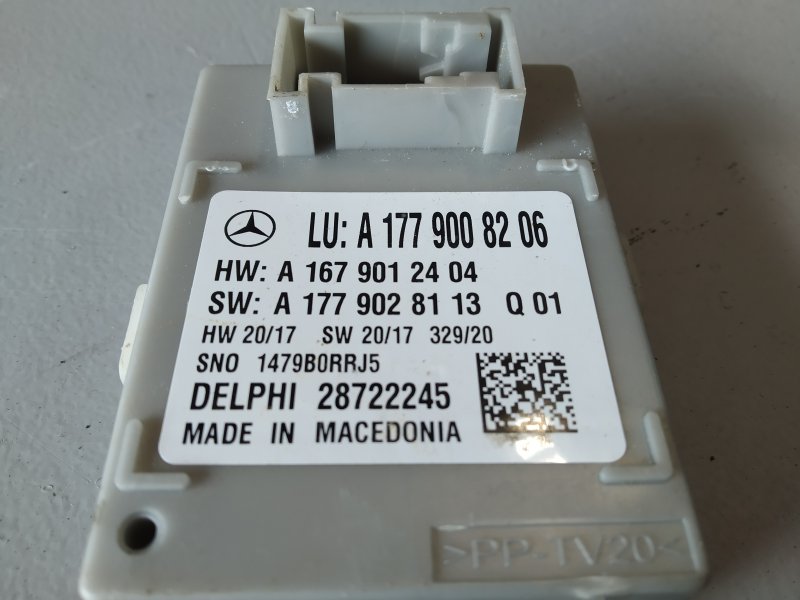 LU: A 177 900 82 06
HW: A 167 901 24 04
SW: A 177 902 81 13 Q 01
HW 20/17 SW 20/17 329/20
SNO 1479B0RRJ5
DELPHI 28722245
MADE IN MACEDONIA
>PP-TV20<